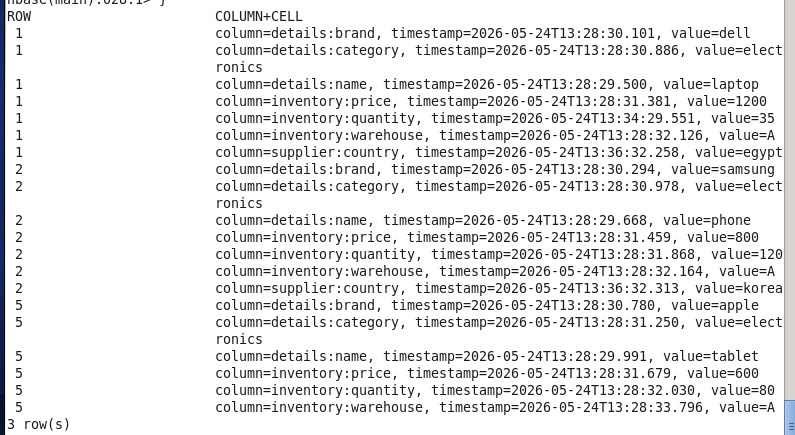 hbase(main):028:1> }
ROW COLUMN+CELL
1 column=details:brand, timestamp=2026-05-24T13:28:30.101, value=dell
1 column=details:category, timestamp=2026-05-24T13:28:30.886, value=elect
ronics
1 column=details:name, timestamp=2026-05-24T13:28:29.500, value=laptop
1 column=inventory:price, timestamp=2026-05-24T13:28:31.381, value=1200
1 column=inventory:quantity, timestamp=2026-05-24T13:34:29.551, value=35
1 column=inventory:warehouse, timestamp=2026-05-24T13:28:32.126, value=A
1 column=supplier:country, timestamp=2026-05-24T13:36:32.258, value=egypt
2 column=details:brand, timestamp=2026-05-24T13:28:30.294, value=samsung
2 column=details:category, timestamp=2026-05-24T13:28:30.978, value=elect
ronics
2 column=details:name, timestamp=2026-05-24T13:28:29.668, value=phone
2 column=inventory:price, timestamp=2026-05-24T13:28:31.459, value=800
2 column=inventory:quantity, timestamp=2026-05-24T13:28:31.868, value=120
2 column=inventory:warehouse, timestamp=2026-05-24T13:28:32.164, value=A
2 column=supplier:country, timestamp=2026-05-24T13:36:32.313, value=korea
5 column=details:brand, timestamp=2026-05-24T13:28:30.780, value=apple
5 column=details:category, timestamp=2026-05-24T13:28:31.250, value=elect
ronics
5 column=details:name, timestamp=2026-05-24T13:28:29.991, value=tablet
5 column=inventory:price, timestamp=2026-05-24T13:28:31.679, value=600
5 column=inventory:quantity, timestamp=2026-05-24T13:28:32.030, value=80
5 column=inventory:warehouse, timestamp=2026-05-24T13:28:33.796, value=A
3 row(s)